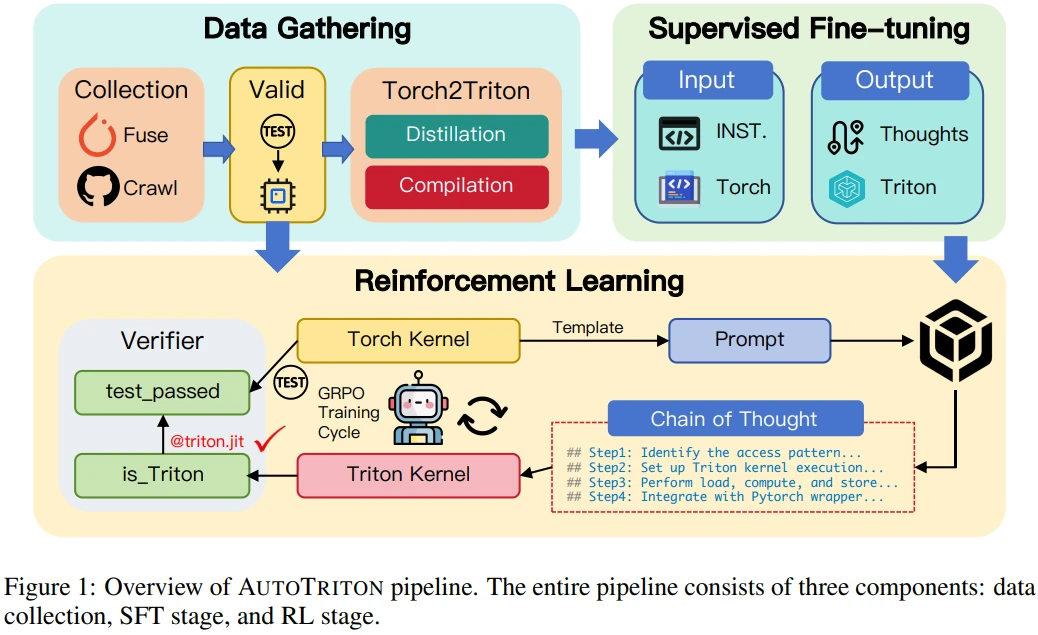 Data Gathering
Supervised Fine-tuning
Collection
Fuse
Crawl
Valid
TEST
Torch2Triton
Distillation
Compilation
Input
INST.
Torch
Output
Thoughts
Triton
Reinforcement Learning
Verifier
test_passed
@triton.jit
is_Triton
TEST
Torch Kernel
Template
Prompt
GRPO
Training
Cycle
Triton Kernel
Chain of Thought
## Step1: Identify the access pattern...
## Step2: Set up Triton kernel execution...
## Step3: Perform load, compute, and store...
## Step4: Integrate with Pytorch wrapper...
Figure 1: Overview of AUTOTRITON pipeline. The entire pipeline consists of three components: data
collection, SFT stage, and RL stage.